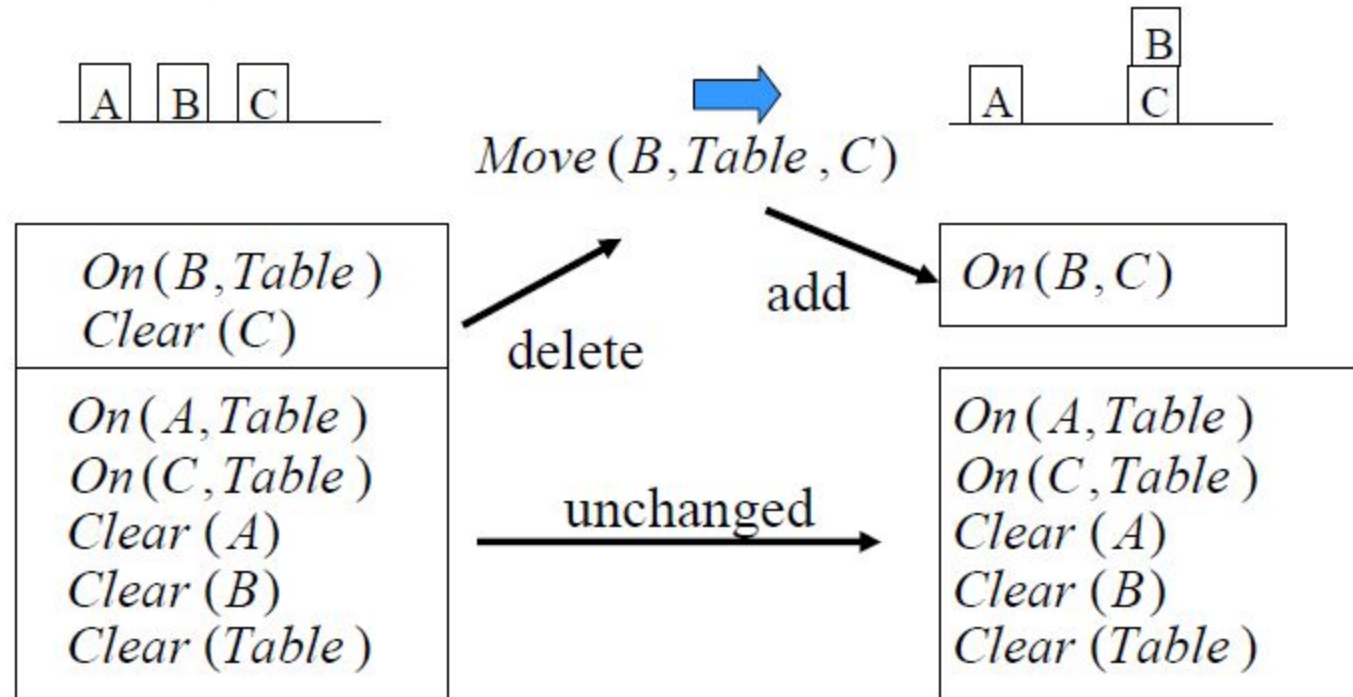 A B C
B
A C
Move(B,Table,C)
On(B,Table)
Clear(C)
delete
add
On(B,C)
On(A,Table)
On(C,Table)
Clear(A)
Clear(B)
Clear(Table)
unchanged
On(A,Table)
On(C,Table)
Clear(A)
Clear(B)
Clear(Table)